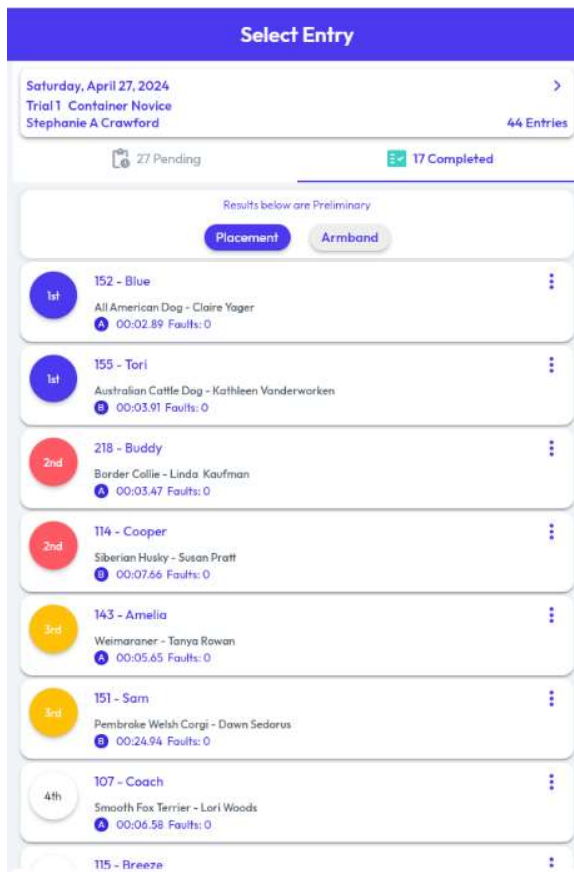 Select Entry
Saturday, April 27, 2024
Trial 1 Container Novice
Stephanie A Crawford
44 Entries
27 Pending
17 Completed
Results below are Preliminary
Placement
Armband
1st
152 - Blue
All American Dog - Claire Yager
A 00:02.89 Faults: 0
1st
155 - Tori
Australian Cattle Dog - Kathleen Vanderworken
B 00:03.91 Faults: 0
2nd
218 - Buddy
Border Collie - Linda Kaufman
A 00:03.47 Faults: 0
2nd
114 - Cooper
Siberian Husky - Susan Pratt
B 00:07.66 Faults: 0
3rd
143 - Amelia
Weimaraner - Tanya Rowan
A 00:05.65 Faults: 0
3rd
151 - Sam
Pembroke Welsh Corgi - Dawn Sedorus
B 00:24.94 Faults: 0
4th
107 - Coach
Smooth Fox Terrier - Lori Woods
A 00:06.58 Faults: 0
115 - Breeze